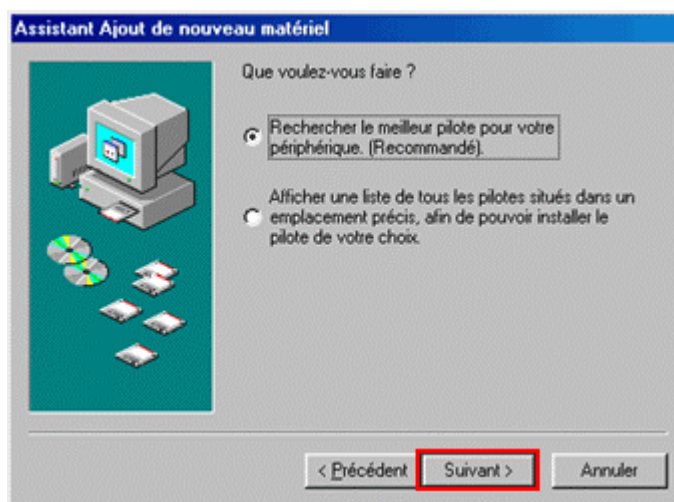 Assistant Ajout de nouveau matériel
Que voulez-vous faire ?
Rechercher le meilleur pilote pour votre
périphérique. (Recommandé).
Afficher une liste de tous les pilotes situés dans un
emplacement précis, afin de pouvoir installer le
pilote de votre choix.
< Précédent
Suivant >
Annuler